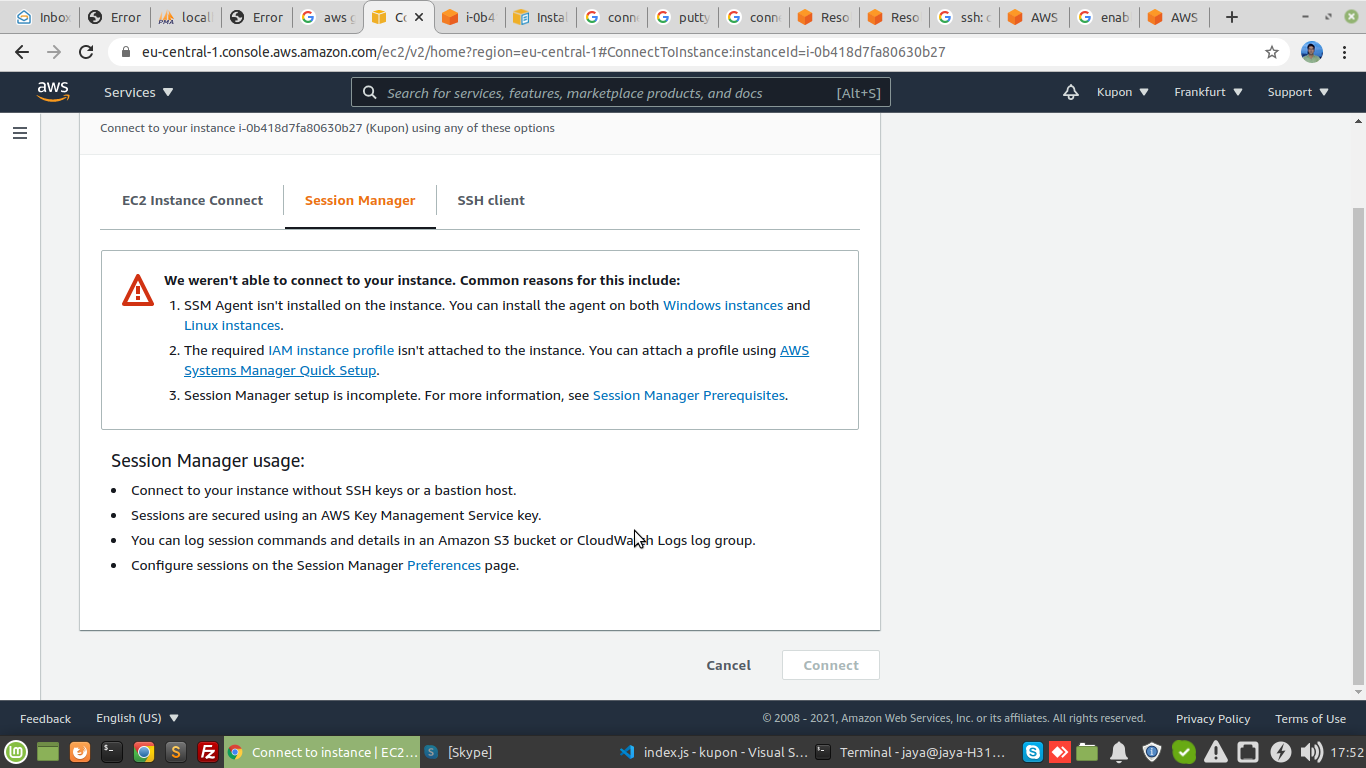 Inbox
Error
local
Error
aws g
Co
i-0b4
Instal
conn
putty
conn
Reso
Reso
ssh: c
AWS
enab
AWS
eu-central-1.console.aws.amazon.com/ec2/v2/home?region=eu-central-1#ConnectToInstance:instanceId=i-0b418d7fa80630b27
aws Services Search for services, features, marketplace products, and docs [Alt+S] Kupon Frankfurt Support
Connect to your instance i-0b418d7fa80630b27 (Kupon) using any of these options
EC2 Instance Connect Session Manager SSH client
We weren't able to connect to your instance. Common reasons for this include:
1. SSM Agent isn't installed on the instance. You can install the agent on both Windows instances and
Linux instances.
2. The required IAM instance profile isn't attached to the instance. You can attach a profile using AWS
Systems Manager Quick Setup.
3. Session Manager setup is incomplete. For more information, see Session Manager Prerequisites.
Session Manager usage:
• Connect to your instance without SSH keys or a bastion host.
• Sessions are secured using an AWS Key Management Service key.
• You can log session commands and details in an Amazon S3 bucket or CloudWatch Logs log group.
• Configure sessions on the Session Manager Preferences page.
Cancel Connect
Feedback English (US) © 2008 - 2021, Amazon Web Services, Inc. or its affiliates. All rights reserved. Privacy Policy Terms of Use
Connect to instance | EC2... [Skype] index.js - kupon - Visual S... Terminal - jaya@jaya-H31... 17:52